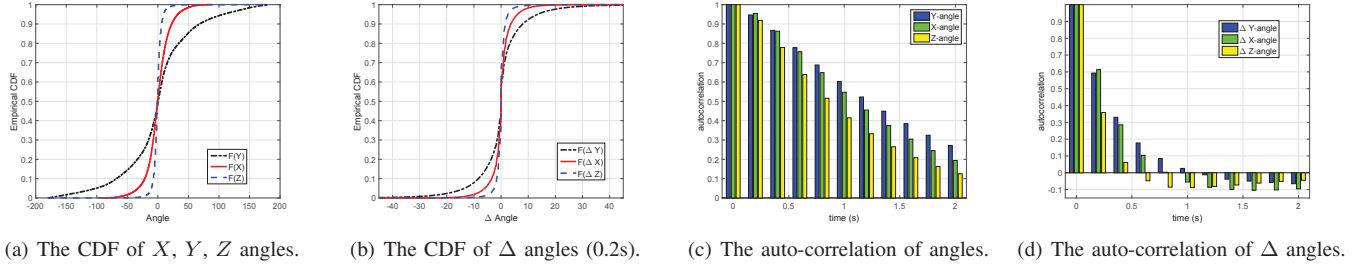 1
0.9
0.8
0.7
0.6
0.5
0.4
0.3
0.2
0.1
0
Empirical CDF
-200 -150 -100 -50 0 50 100 150 200
Angle
F(Y)
F(X)
F(Z)
(a) The CDF of X, Y, Z angles.
1
0.9
0.8
0.7
0.6
0.5
0.4
0.3
0.2
0.1
0
Empirical CDF
-40 -30 -20 -10 0 10 20 30 40
Δ Angle
F(Δ Y)
F(Δ X)
F(Δ Z)
(b) The CDF of Δ angles (0.2s).
1
0.9
0.8
0.7
0.6
0.5
0.4
0.3
0.2
0.1
0
autocorrelation
0 0.5 1 1.5 2
time (s)
Y-angle
X-angle
Z-angle
(c) The auto-correlation of angles.
1
0.9
0.8
0.7
0.6
0.5
0.4
0.3
0.2
0.1
0
-0.1
autocorrelation
0 0.5 1 1.5 2
time (s)
Δ Y-angle
Δ X-angle
Δ Z-angle
(d) The auto-correlation of Δ angles.